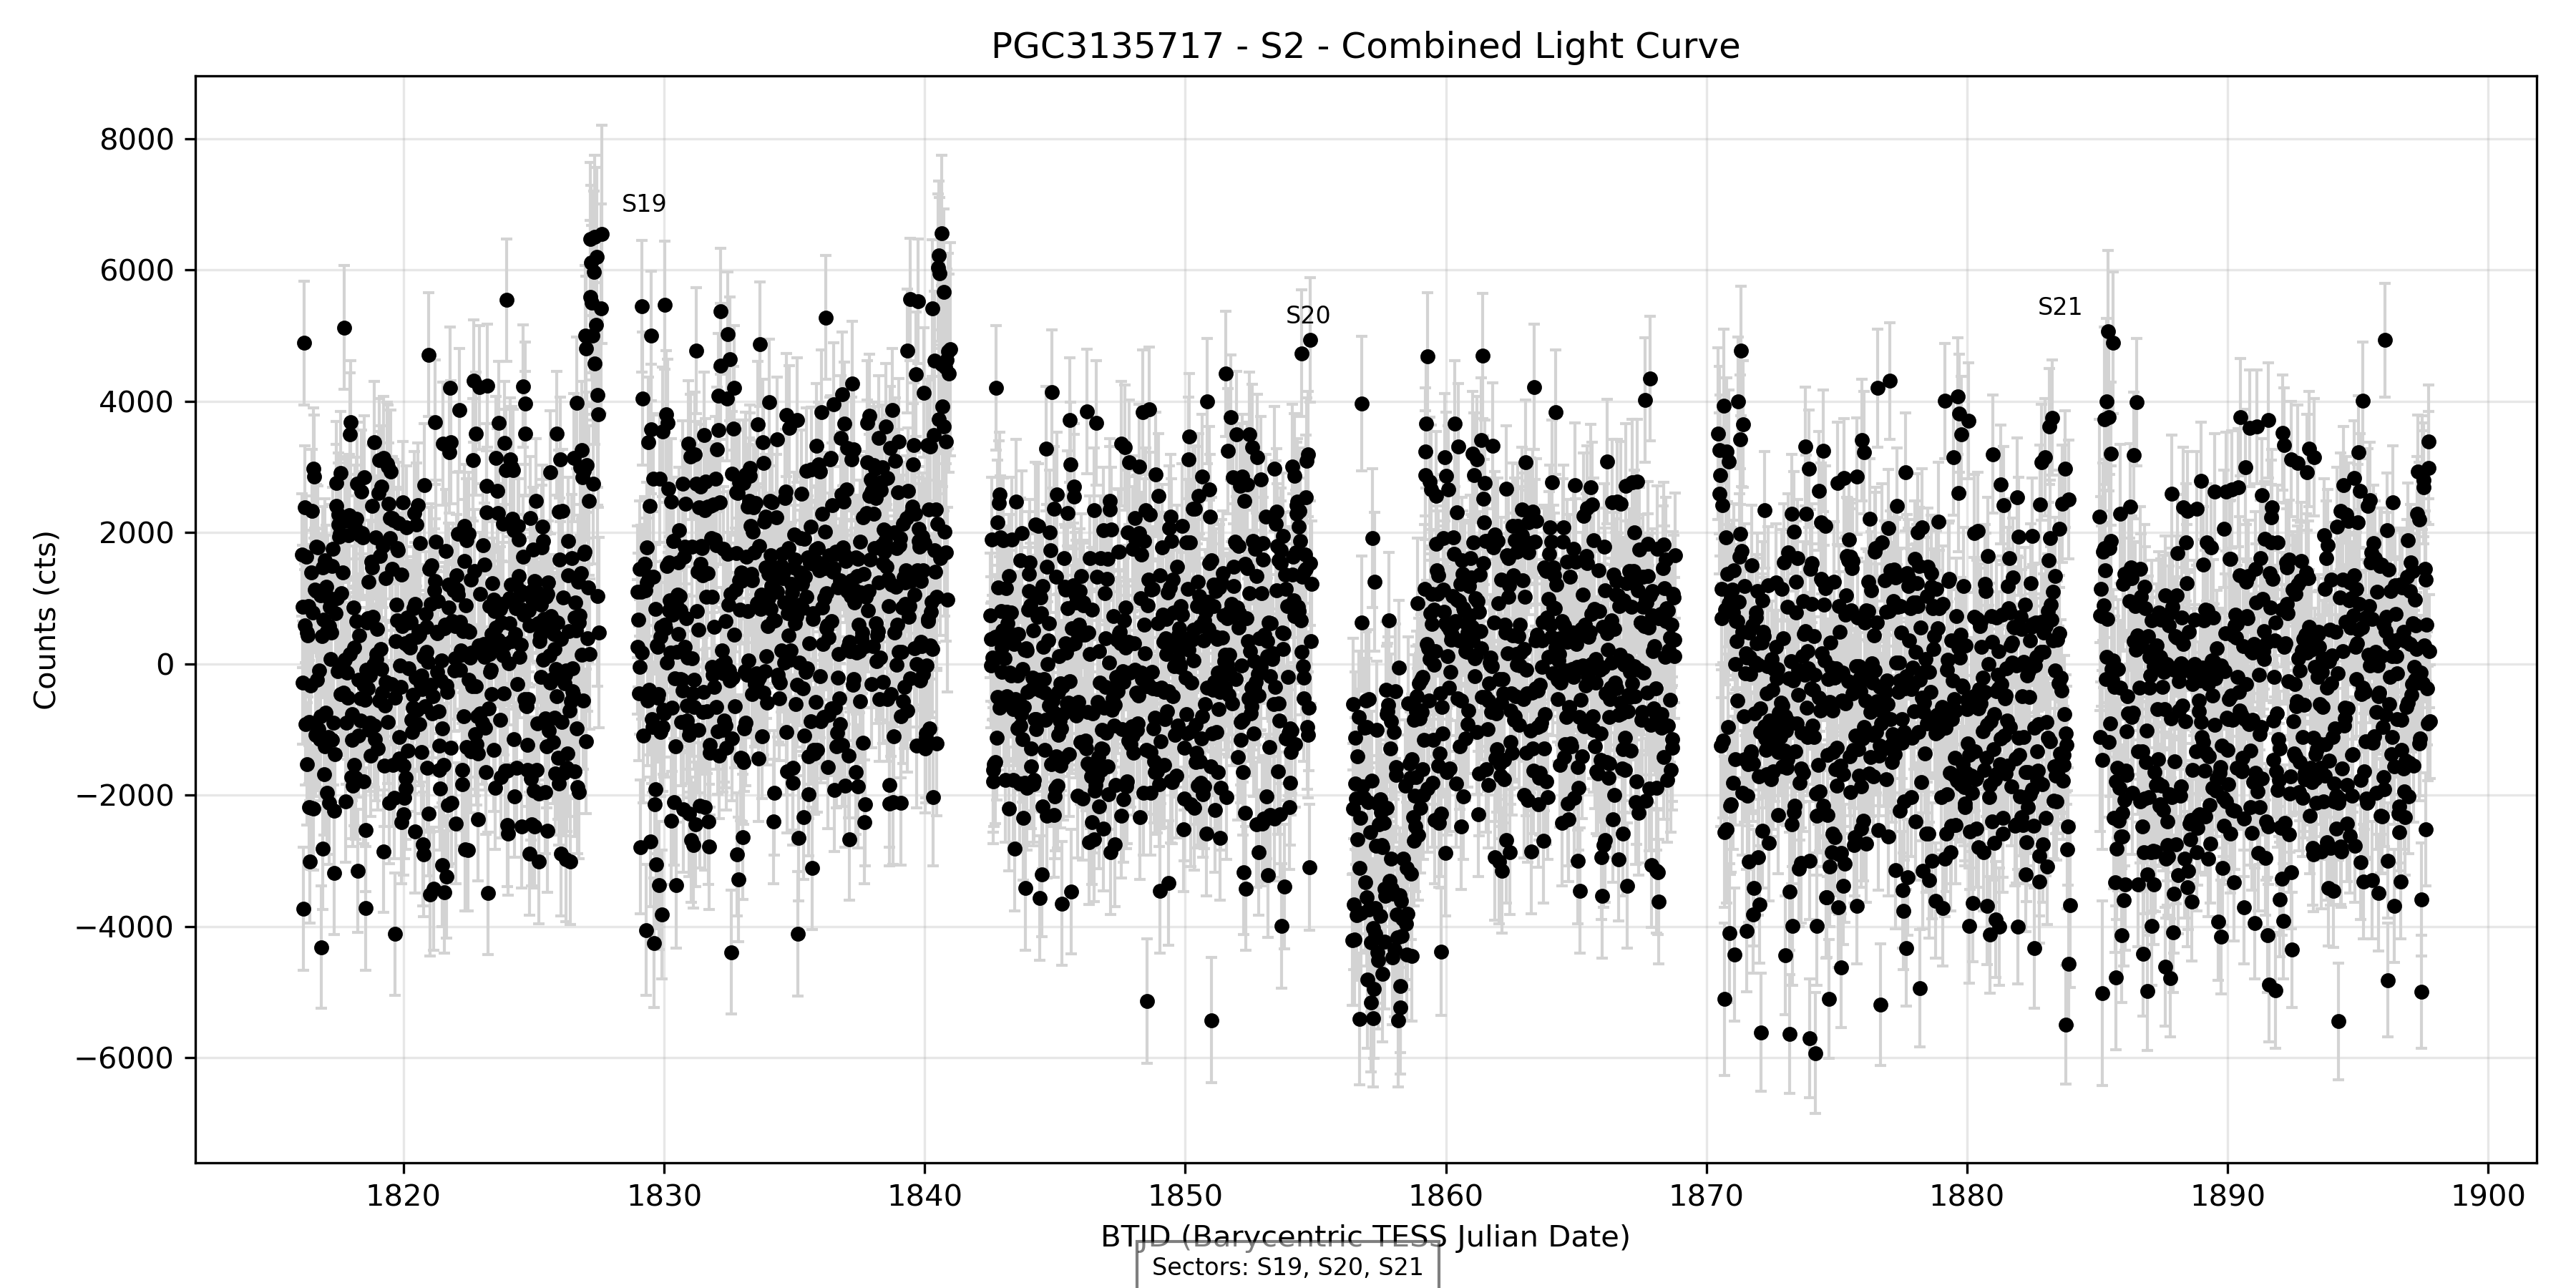 PGC3135717 - S2 - Combined Light Curve
8000
6000
4000
2000
0
−2000
−4000
−6000
Counts (cts)
S19
S20
S21
1820
1830
1840
1850
1860
1870
1880
1890
1900
BTJD (Barycentric TESS Julian Date)
Sectors: S19, S20, S21